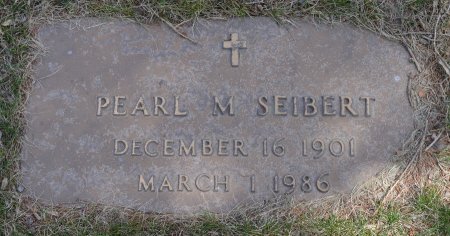 PEARL M SEIBERT
DECEMBER 16 1901
MARCH 1 1986